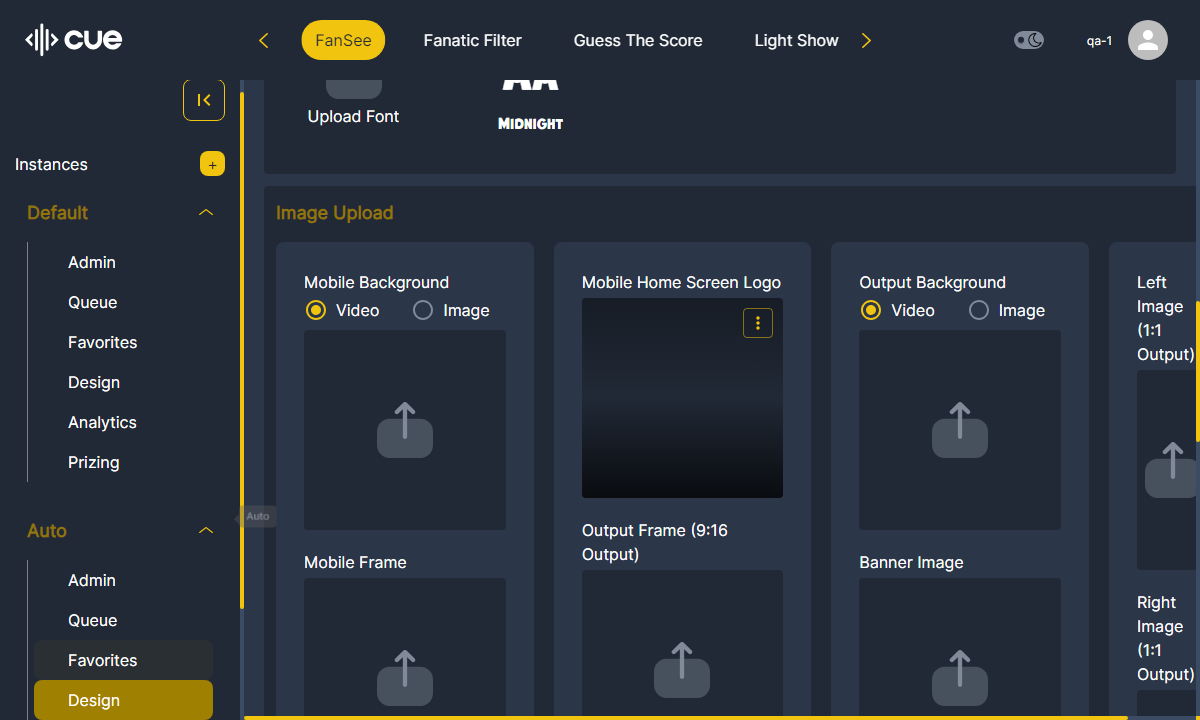 cue
FanSee
Fanatic Filter
Guess The Score
Light Show
qa-1
Instances
+
Default
Admin
Queue
Favorites
Design
Analytics
Prizing
Auto
Admin
Queue
Favorites
Design
Auto
Upload Font
MIDNIGHT
Image Upload
Mobile Background
Video
Image
Mobile Frame
Mobile Home Screen Logo
Output Frame (9:16
Output)
Output Background
Video
Image
Banner Image
Left
Image
(1:1
Output)
Right
Image
(1:1
Output)